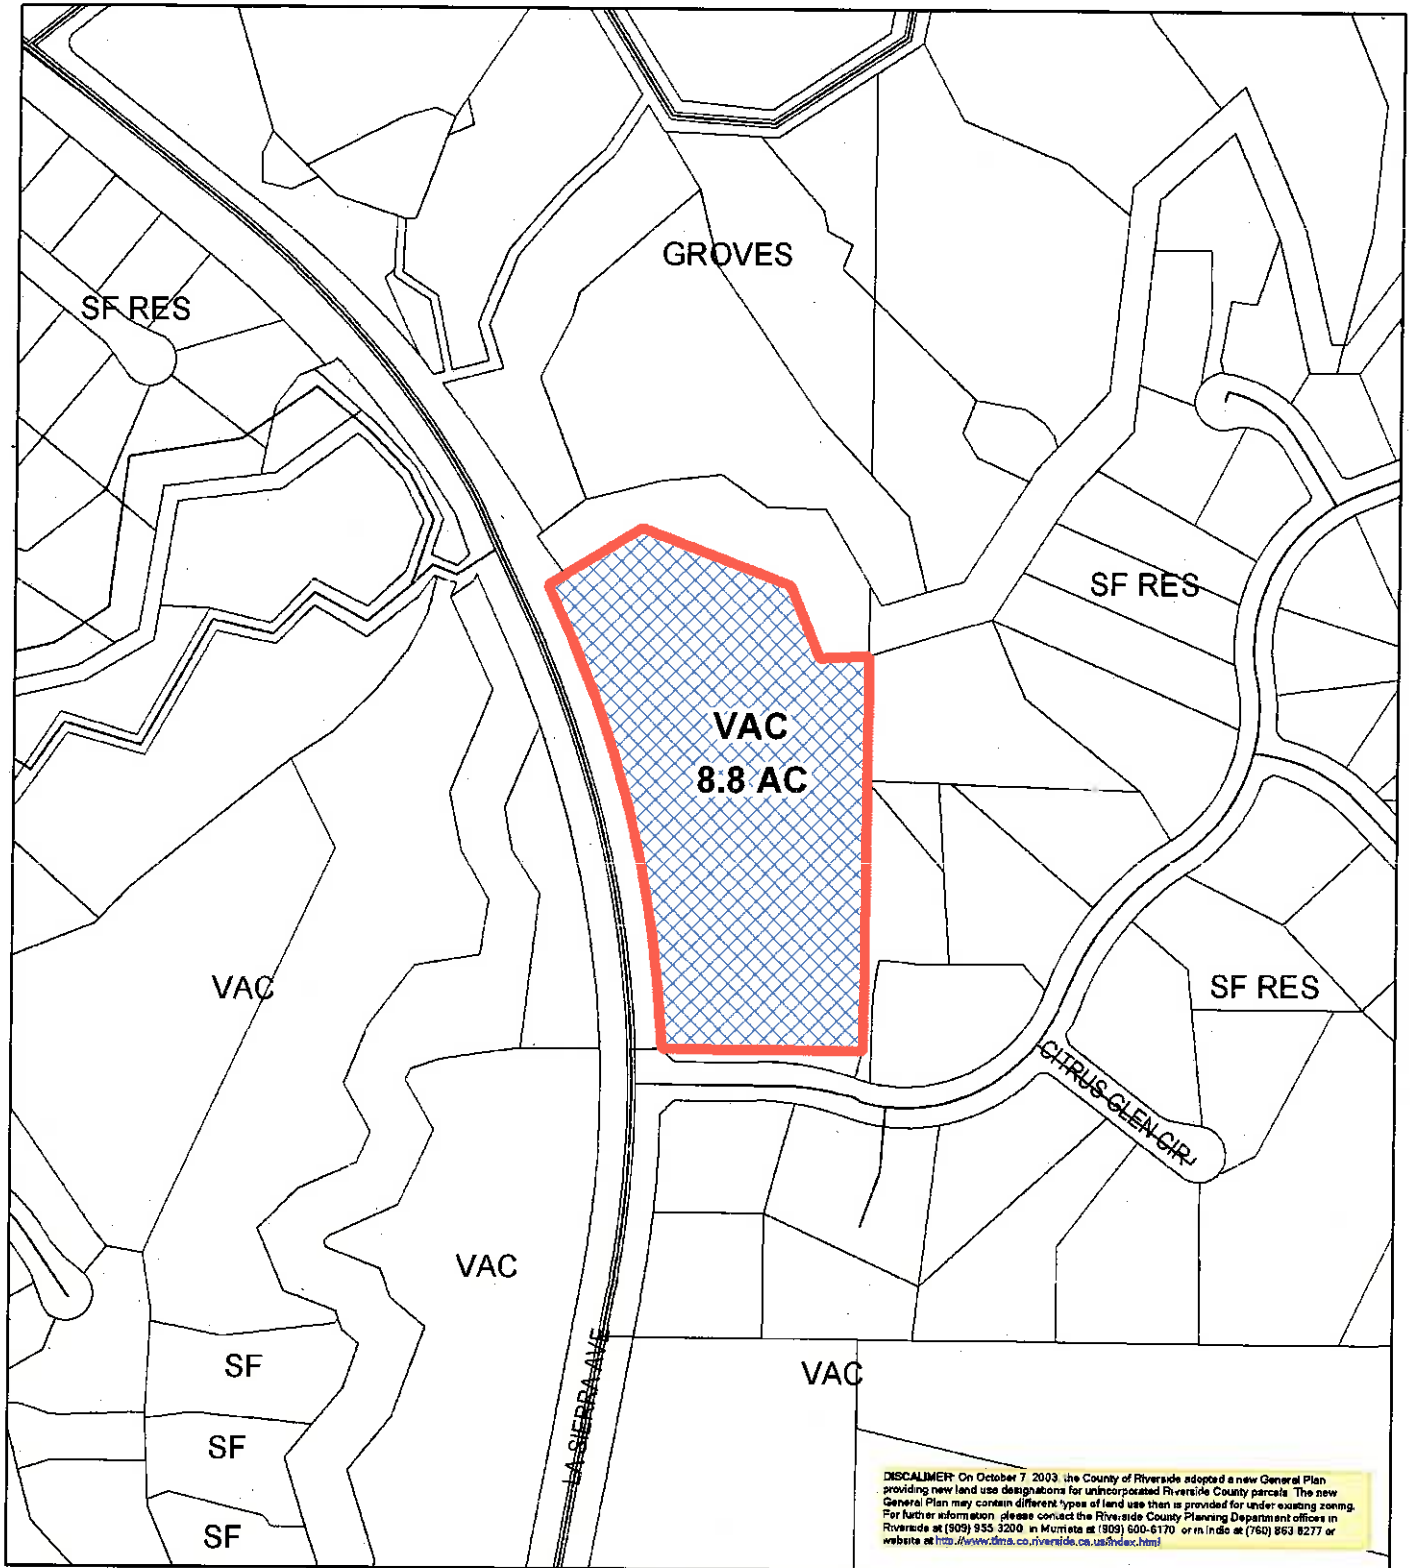 GROVES
SF RES
SF RES
VAC
8.8 AC
VAC
SF RES
CITRUS GLEN CIR
VAC
LA SIERRA AVE
SF
VAC
SF
SF
DISCALIMER: On October 7, 2003, the County of Riverside adopted a new General Plan
providing new land use designations for unincorporated Riverside County parcels. The new
General Plan may contain different types of land use than is provided for under existing zoning.
For further information, please contact the Riverside County Planning Department offices in
Riverside at (909) 955-3200, in Murrieta at (909) 600-6170, or in Indio at (760) 863-8277 or
website at http://www.tlma.co.riverside.ca.us/index.html